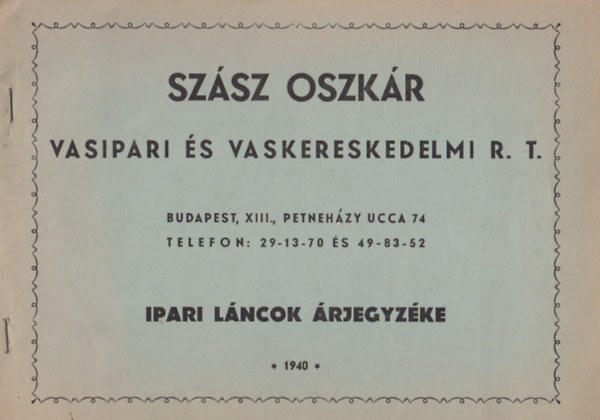 SZÁSZ OSZKÁR
VASIPARI ÉS VASKERESKEDELMI R. T.
BUDAPEST, XIII., PETNEHÁZY UCCA 74
TELEFON: 29-13-70 ÉS 49-83-52
IPARI LÁNCOK ÁRJEGYZÉKE
* 1940 *